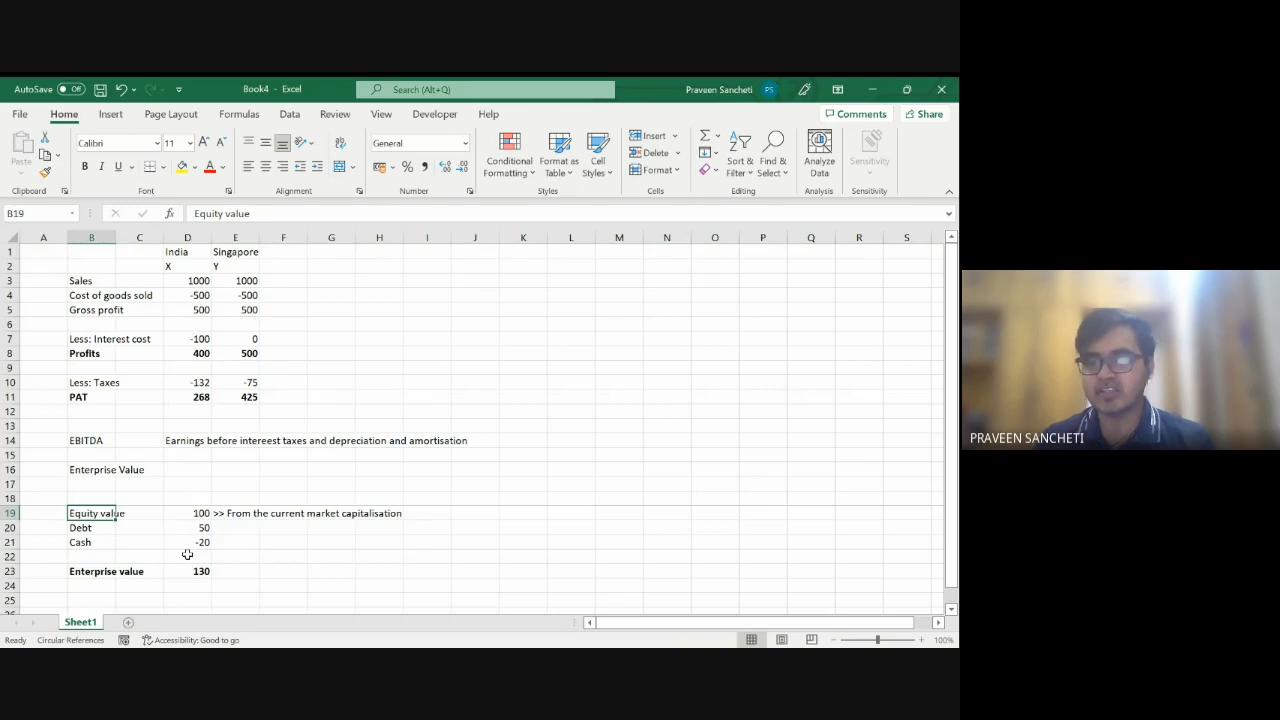 AutoSave Off Book4 - Excel Search (Alt+Q) Praveen Sancheti PS
File Home Insert Page Layout Formulas Data Review View Developer Help Comments Share
Paste Calibri 11 General Conditional Formatting Format as Table Cell Styles Insert Delete Format Sort & Filter Find & Select Analyze Data Sensitivity
B I U
Clipboard Font Alignment Number Styles Cells Editing Analysis Sensitivity
B19 fx Equity value
A B C D E F G H I J K L M N O P Q R S
1 India Singapore
2 X Y
3 Sales 1000 1000
4 Cost of goods sold -500 -500
5 Gross profit 500 500
6
7 Less: Interest cost -100 0
8 Profits 400 500
9
10 Less: Taxes -132 -75
11 PAT 268 425
12
13
14 EBITDA Earnings before intereest taxes and depreciation and amortisation
15
16 Enterprise Value
17
18
19 Equity value 100 >> From the current market capitalisation
20 Debt 50
21 Cash -20
22
23 Enterprise value 130
24
25
Sheet1
Ready Circular References Accessibility: Good to go 100%
PRAVEEN SANCHETI